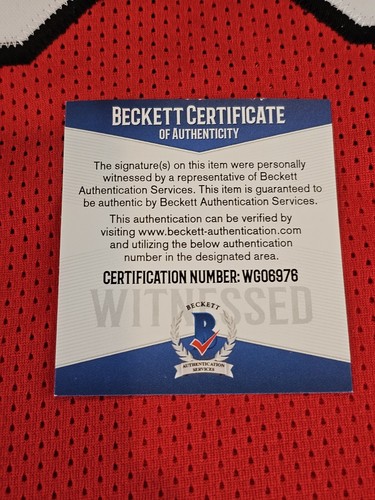 BECKETT CERTIFICATE
OF AUTHENTICITY
The signature(s) on this item were personally
witnessed by a representative of Beckett
Authentication Services. This item is guaranteed to
be authentic by Beckett Authentication Services.
This authentication can be verified by
visiting www.beckett-authentication.com
and utilizing the below authentication
number in the designated area.
CERTIFICATION NUMBER: WG06976
WITNESSED
BECKETT
B
AUTHENTICATION
SERVICES